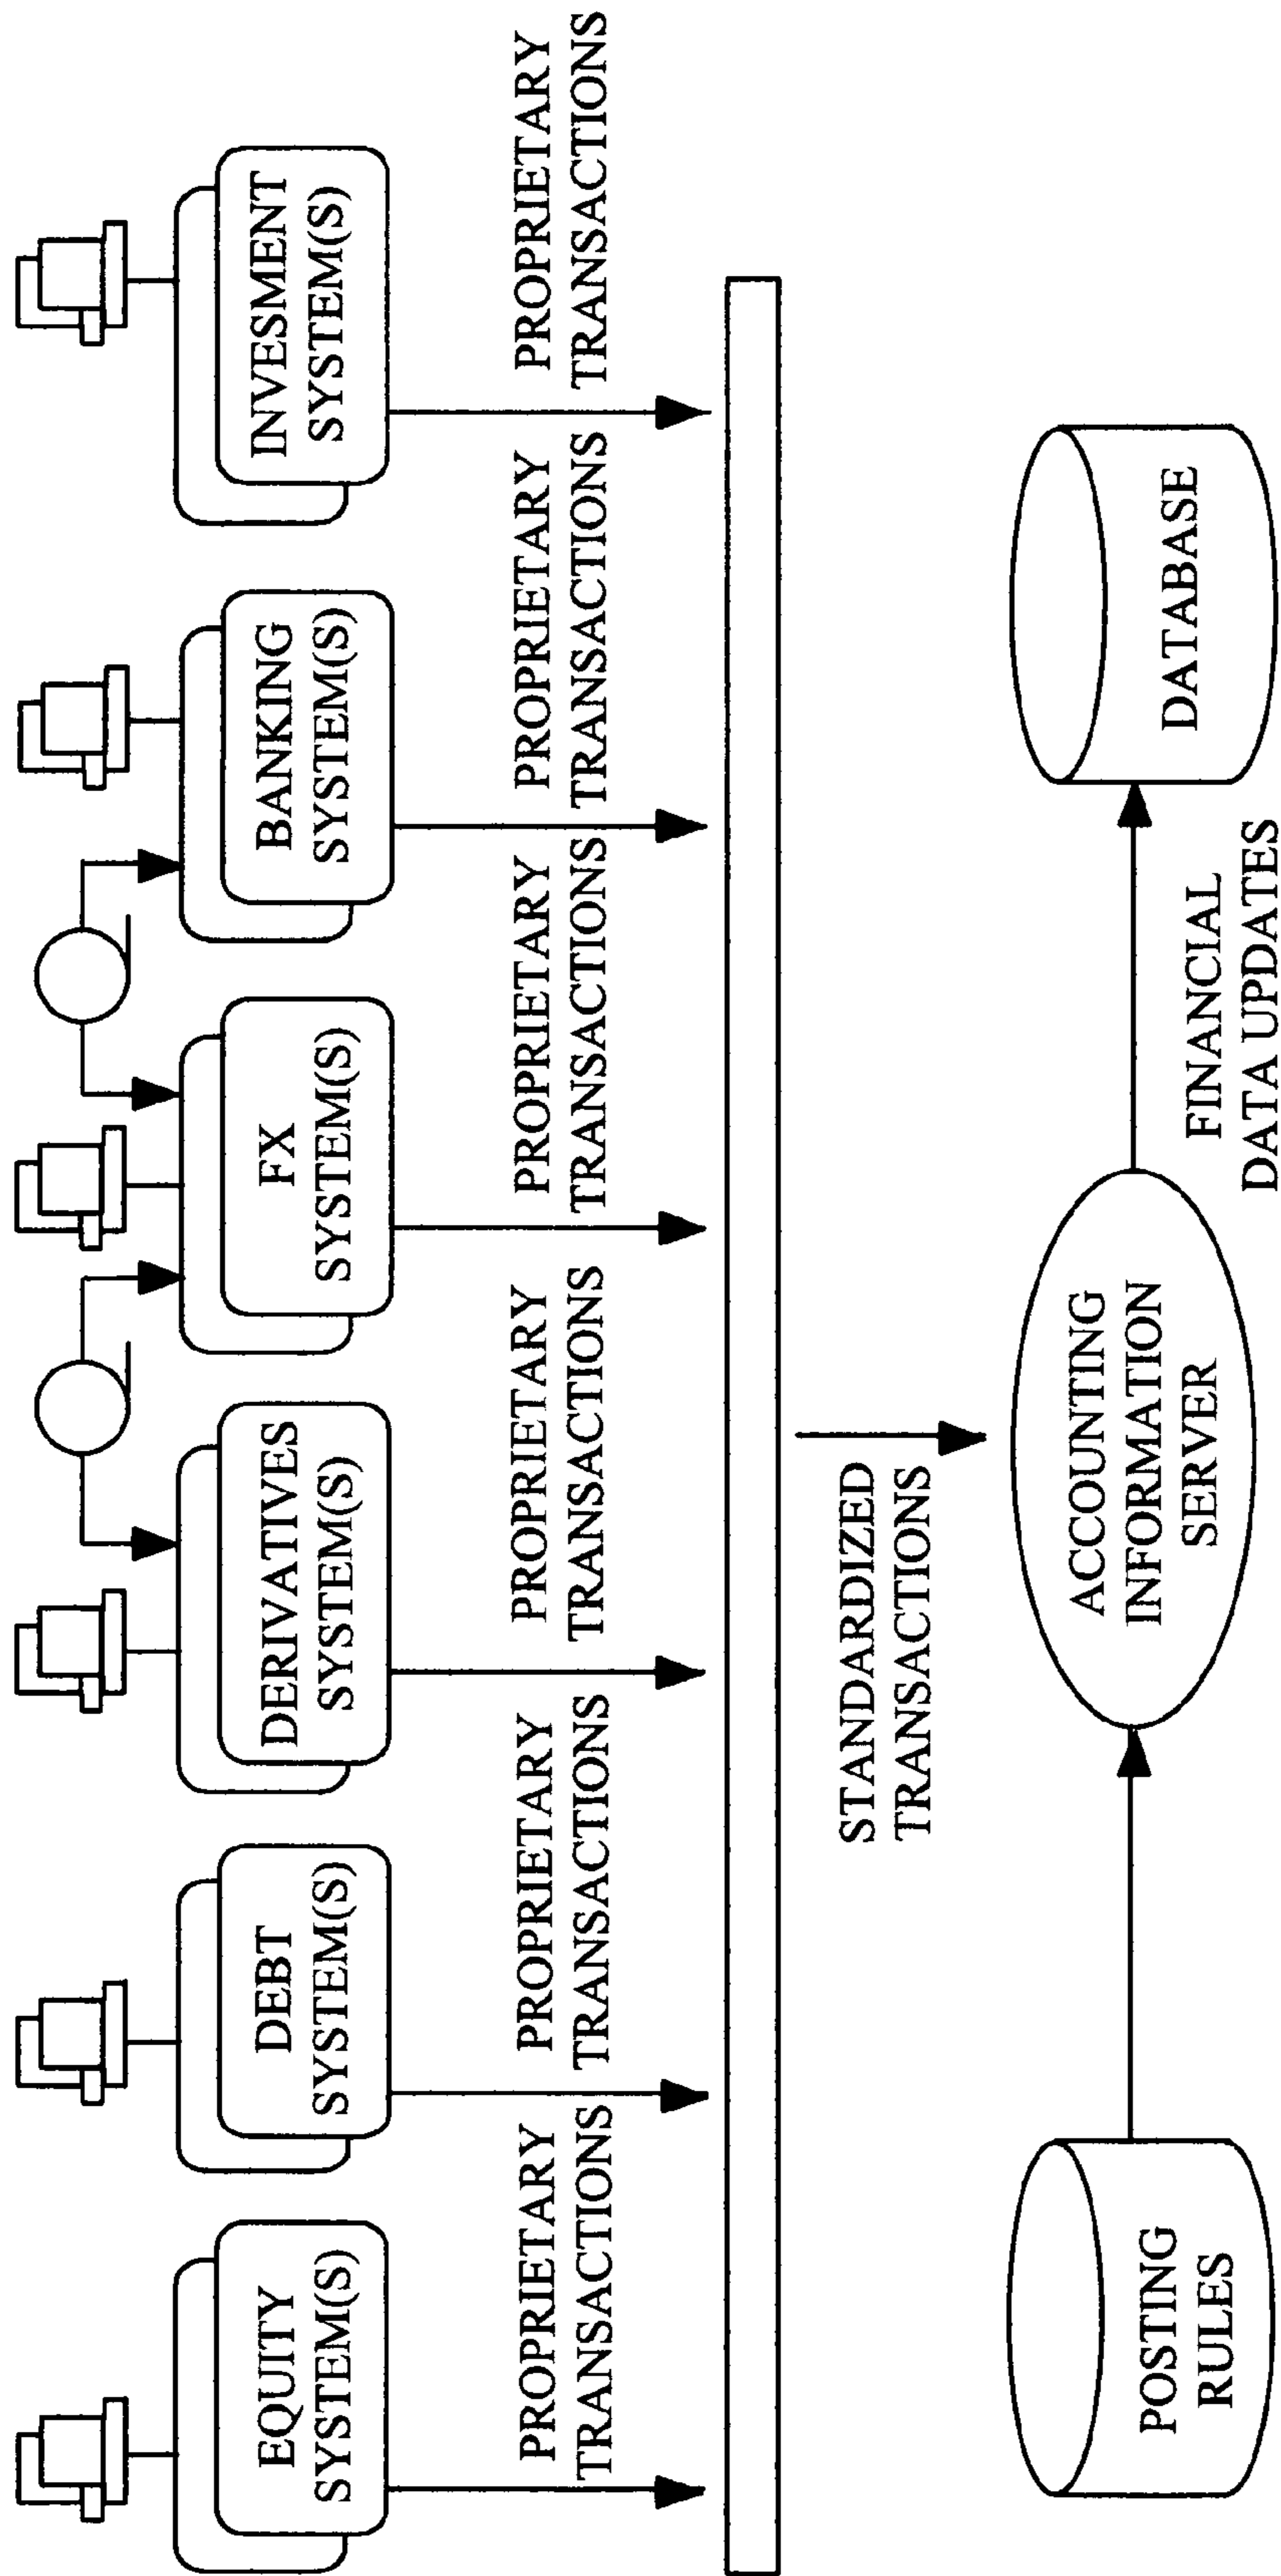 EQUITY
SYSTEM(S)
DEBT
SYSTEM(S)
DERIVATIVES
SYSTEM(S)
FX
SYSTEM(S)
BANKING
SYSTEM(S)
INVESMENT
SYSTEM(S)
PROPRIETARY
TRANSACTIONS
PROPRIETARY
TRANSACTIONS
PROPRIETARY
TRANSACTIONS
PROPRIETARY
TRANSACTIONS
PROPRIETARY
TRANSACTIONS
PROPRIETARY
TRANSACTIONS
STANDARDIZED
TRANSACTIONS
POSTING
RULES
ACCOUNTING
INFORMATION
SERVER
FINANCIAL
DATA UPDATES
DATABASE